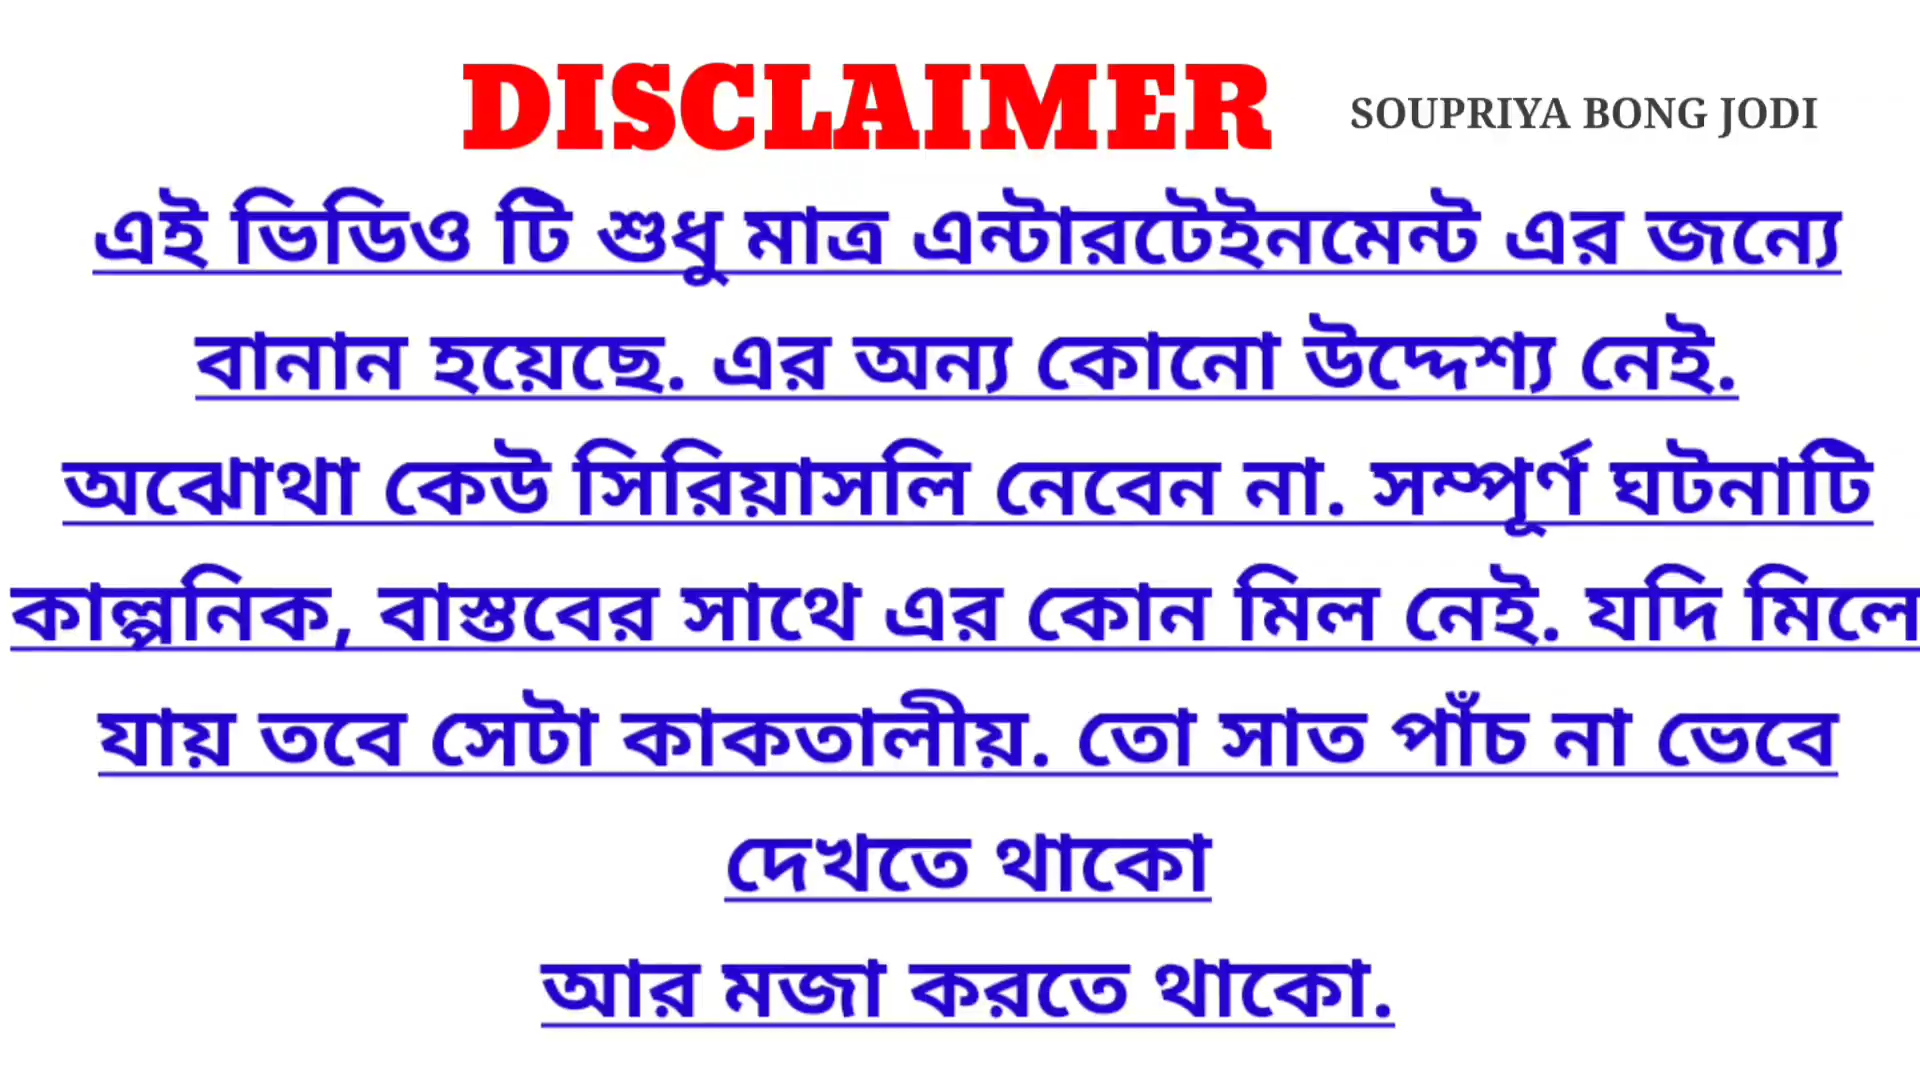 DISCLAIMER SOUPRIYA BONG JODI
এই ভিডিও টি শুধু মাত্র এন্টারটেইনমেন্ট এর জন্যে
বানান হয়েছে. এর অন্য কোনো উদ্দেশ্য নেই.
অঝোথা কেউ সিরিয়াসলি নেবেন না. সম্পূর্ণ ঘটনাটি
কাল্পনিক, বাস্তবের সাথে এর কোন মিল নেই. যদি মিলে
যায় তবে সেটা কাকতালীয়. তো সাত পাঁচ না ভেবে
দেখতে থাকো
আর মজা করতে থাকো.